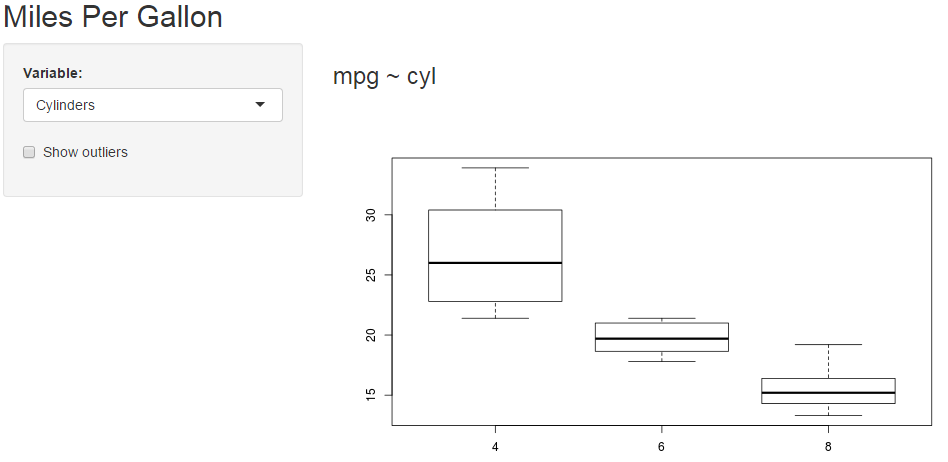 Miles Per Gallon
Variable:
Cylinders
Show outliers
mpg ~ cyl
30
25
20
15
4 6 8